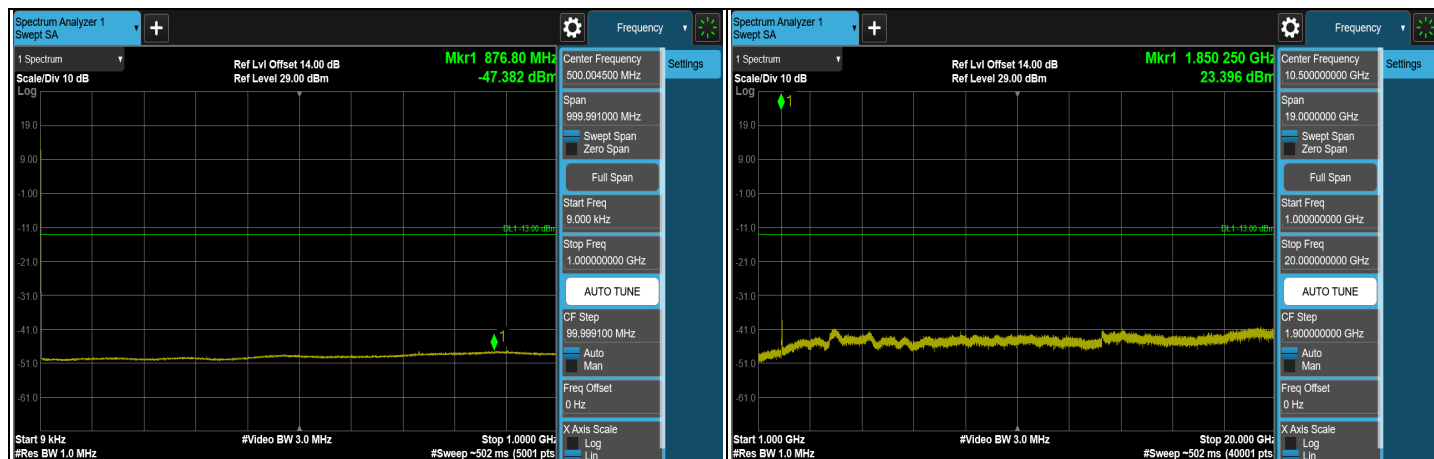 Spectrum Analyzer 1
Swept SA
Frequency
1 Spectrum
Scale/Div 10 dB
Log
Ref Lvl Offset 14.00 dB
Ref Level 29.00 dBm
Mkr1 876.80 MHz
-47.382 dBm
19.0
9.00
-1.00
-11.0
-21.0
-31.0
-41.0
-51.0
-61.0
DL1 -13.00 dBm
1
Start 9 kHz
#Res BW 1.0 MHz
#Video BW 3.0 MHz
Stop 1.0000 GHz
#Sweep ~502 ms (5001 pts)
Center Frequency
500.004500 MHz
Settings
Span
999.991000 MHz
Swept Span
Zero Span
Full Span
Start Freq
9.000 kHz
Stop Freq
1.000000000 GHz
AUTO TUNE
CF Step
99.999100 MHz
Auto
Man
Freq Offset
0 Hz
X Axis Scale
Log
Lin
Spectrum Analyzer 1
Swept SA
Frequency
1 Spectrum
Scale/Div 10 dB
Log
Ref Lvl Offset 14.00 dB
Ref Level 29.00 dBm
Mkr1 1.850 250 GHz
23.396 dBm
1
19.0
9.00
-1.00
-11.0
-21.0
-31.0
-41.0
-51.0
-61.0
DL1 -13.00 dBm
Start 1.000 GHz
#Res BW 1.0 MHz
#Video BW 3.0 MHz
Stop 20.000 GHz
#Sweep ~502 ms (40001 pts)
Center Frequency
10.500000000 GHz
Settings
Span
19.0000000 GHz
Swept Span
Zero Span
Full Span
Start Freq
1.000000000 GHz
Stop Freq
20.000000000 GHz
AUTO TUNE
CF Step
1.900000000 GHz
Auto
Man
Freq Offset
0 Hz
X Axis Scale
Log
Lin